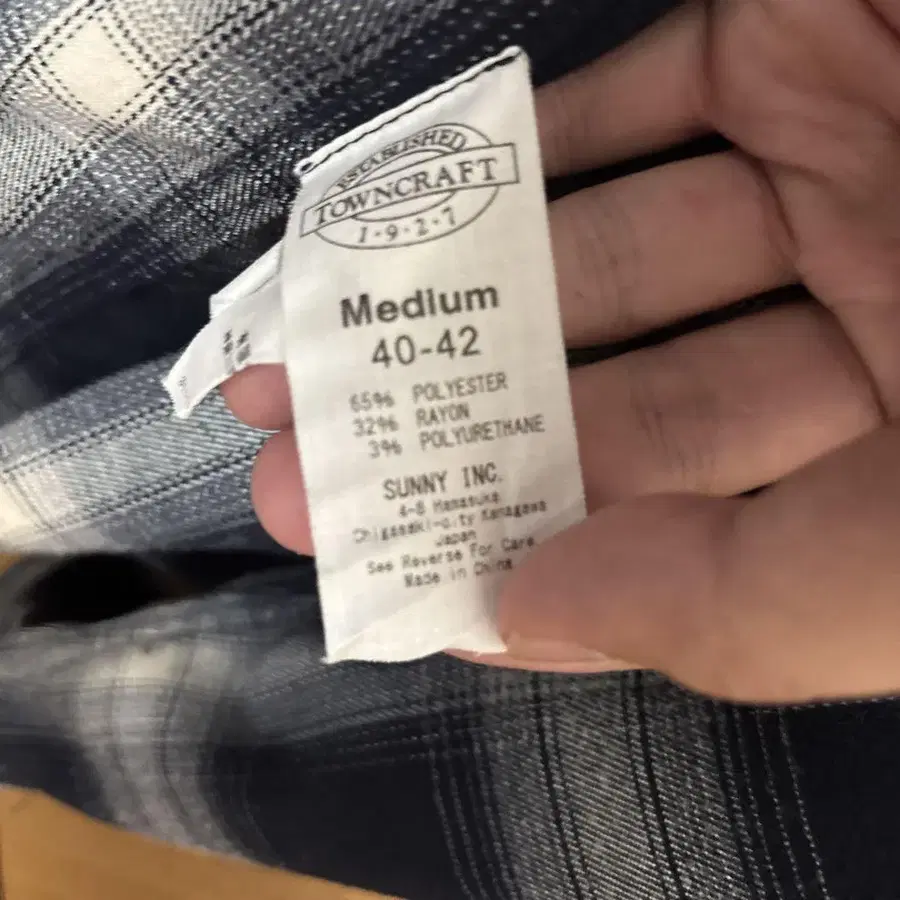 ESTABLISHED
TOWNCRAFT
1·9·2·7
Medium
40-42
65% POLYESTER
32% RAYON
3% POLYURETHANE
SUNNY INC.
4-8 Hamasuka
Chigasaki-city Kanagawa
Japan
See Reverse For Care
Made in China